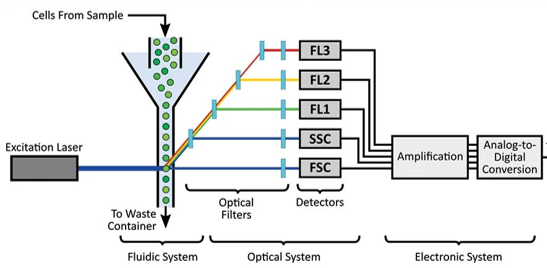 Cells From Sample
FL3
FL2
FL1
SSC
FSC
Excitation Laser
Amplification
Analog-to-
Digital
Conversion
To Waste
Container
Optical
Filters
Detectors
Fluidic System
Optical System
Electronic System